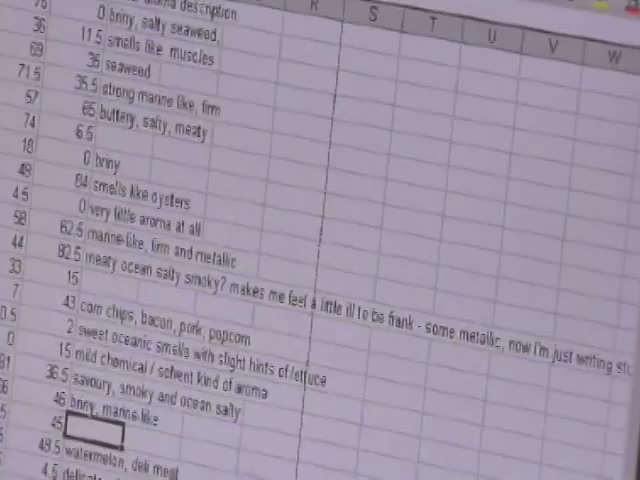 aroma description
R S T U V W
36 0 briny, salty seaweed,
69 11.5 smells like muscles
71.5 36 seaweed
57 35.5 strong marine like, firm
74 65 buttery, salty, meaty
18 6.5
49 0 briny
4.5 84 smells like oysters
58 0 very little aroma at all
44 62.5 marine-like, firm and metallic
33 82.5 meaty ocean salty smoky? makes me feel a little ill to be frank - some metallic, now I'm just writing
7 15
0.5 43 corn chips, bacon, pork, popcorn
0 2 sweet oceanic smells with slight hints of lettuce
15 mild chemical / solvent kind of aroma
36.5 savoury, smoky and ocean salty
46 briny, marine like
45
49.5 watermelon, deli meat
4.5